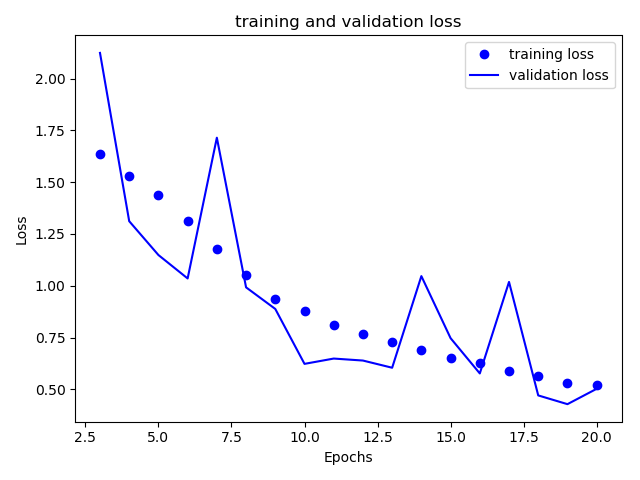 training and validation loss
training loss
validation loss
2.00
1.75
1.50
1.25
1.00
0.75
0.50
Loss
2.5 5.0 7.5 10.0 12.5 15.0 17.5 20.0
Epochs